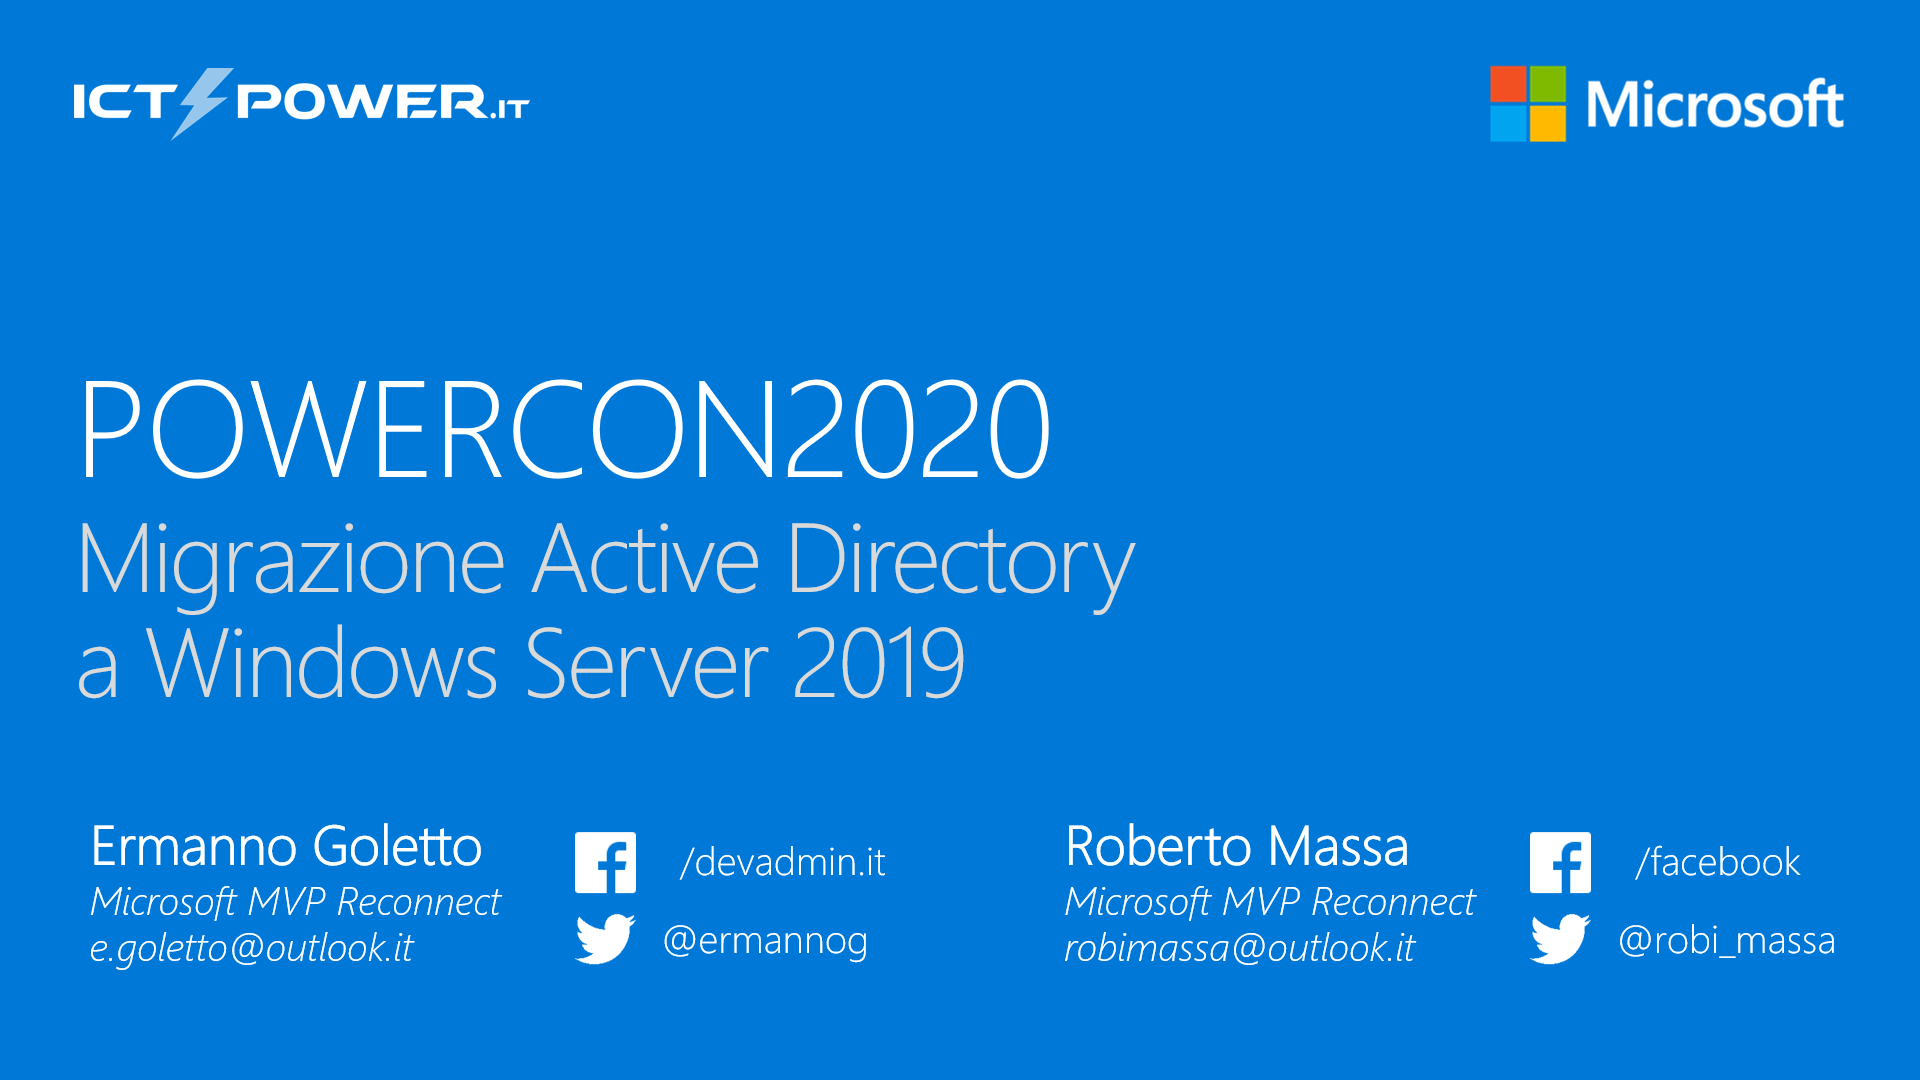 ICT POWER.IT
Microsoft
POWERCON2020
Migrazione Active Directory
a Windows Server 2019
Ermanno Goletto
Microsoft MVP Reconnect
e.goletto@outlook.it
/devadmin.it
@ermannog
Roberto Massa
Microsoft MVP Reconnect
robimassa@outlook.it
/facebook
@robi_massa